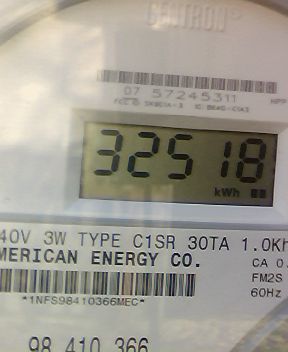 CENTRON®
07 57245311
32518
kWh
40V 3W TYPE C1SR 30TA 1.0Kh
MERICAN ENERGY CO.
CA 0.
FM2S
60Hz
*1NFS98410366MEC*
98 410 366